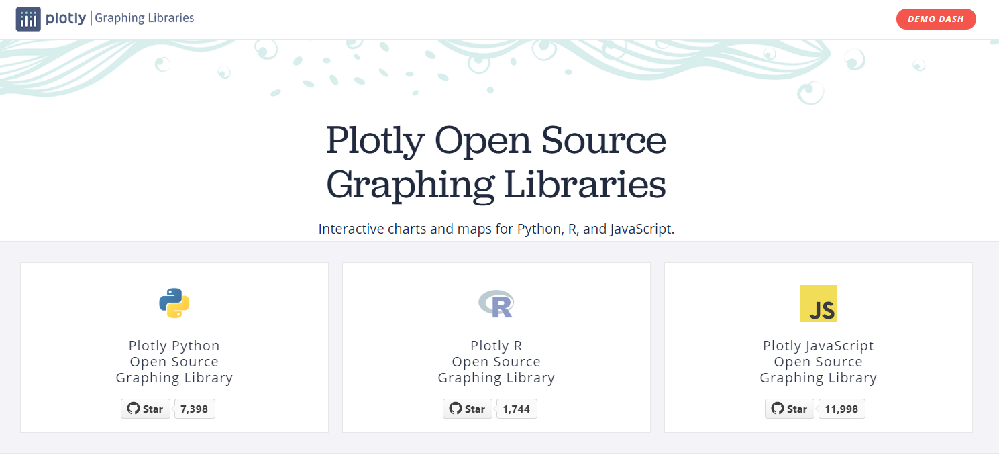 plotly | Graphing Libraries
DEMO DASH
Plotly Open Source
Graphing Libraries
Interactive charts and maps for Python, R, and JavaScript.
R
JS
Plotly Python
Open Source
Graphing Library
Star 7,398
Plotly R
Open Source
Graphing Library
Star 1,744
Plotly JavaScript
Open Source
Graphing Library
Star 11,998